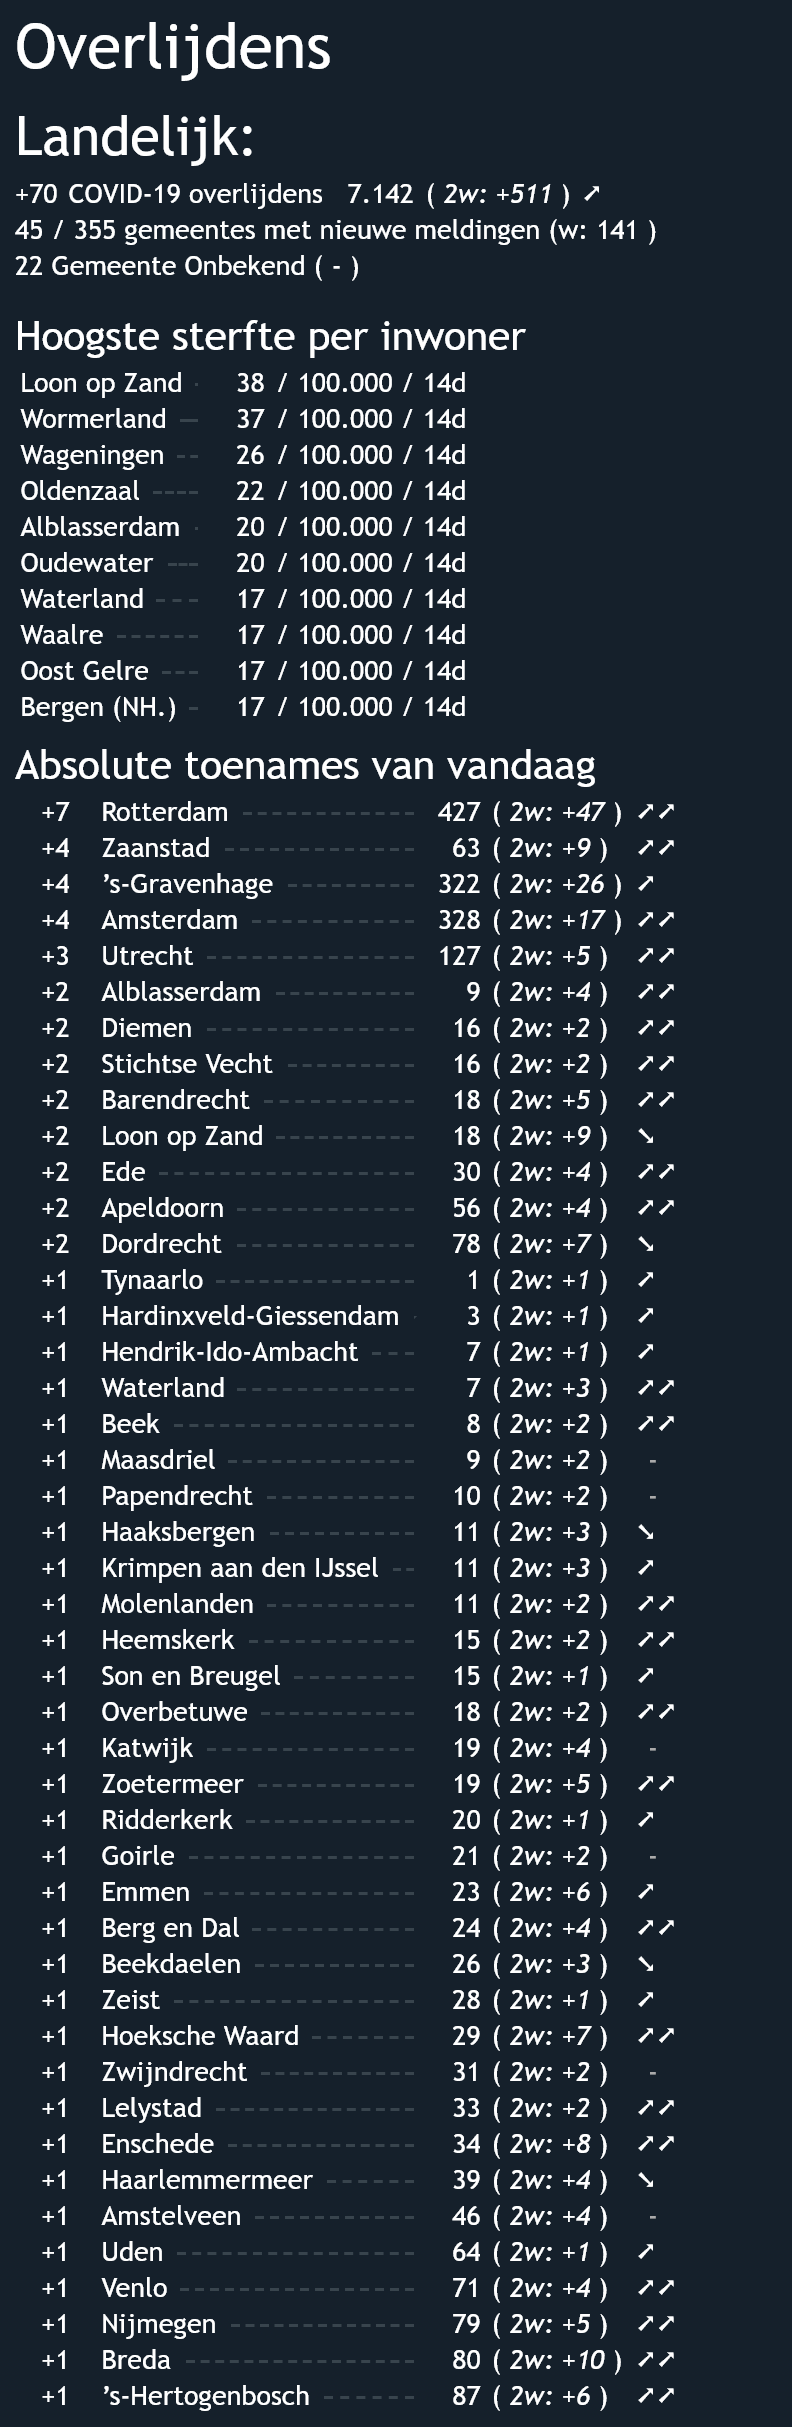 Overlijdens
Landelijk:
+70 COVID-19 overlijdens 7.142 ( 2w: +511 ) ➚
45 / 355 gemeentes met nieuwe meldingen (w: 141 )
22 Gemeente Onbekend ( - )
Hoogste sterfte per inwoner
Loon op Zand 38 / 100.000 / 14d
Wormerland 37 / 100.000 / 14d
Wageningen 26 / 100.000 / 14d
Oldenzaal 22 / 100.000 / 14d
Alblasserdam 20 / 100.000 / 14d
Oudewater 20 / 100.000 / 14d
Waterland 17 / 100.000 / 14d
Waalre 17 / 100.000 / 14d
Oost Gelre 17 / 100.000 / 14d
Bergen (NH.) 17 / 100.000 / 14d
Absolute toenames van vandaag
+7 Rotterdam 427 ( 2w: +47 ) ➚➚
+4 Zaanstad 63 ( 2w: +9 ) ➚➚
+4 ’s-Gravenhage 322 ( 2w: +26 ) ➚
+4 Amsterdam 328 ( 2w: +17 ) ➚➚
+3 Utrecht 127 ( 2w: +5 ) ➚➚
+2 Alblasserdam 9 ( 2w: +4 ) ➚➚
+2 Diemen 16 ( 2w: +2 ) ➚➚
+2 Stichtse Vecht 16 ( 2w: +2 ) ➚➚
+2 Barendrecht 18 ( 2w: +5 ) ➚➚
+2 Loon op Zand 18 ( 2w: +9 ) ➘
+2 Ede 30 ( 2w: +4 ) ➚➚
+2 Apeldoorn 56 ( 2w: +4 ) ➚➚
+2 Dordrecht 78 ( 2w: +7 ) ➘
+1 Tynaarlo 1 ( 2w: +1 ) ➚
+1 Hardinxveld-Giessendam 3 ( 2w: +1 ) ➚
+1 Hendrik-Ido-Ambacht 7 ( 2w: +1 ) ➚
+1 Waterland 7 ( 2w: +3 ) ➚➚
+1 Beek 8 ( 2w: +2 ) ➚➚
+1 Maasdriel 9 ( 2w: +2 ) -
+1 Papendrecht 10 ( 2w: +2 ) -
+1 Haaksbergen 11 ( 2w: +3 ) ➘
+1 Krimpen aan den IJssel 11 ( 2w: +3 ) ➚
+1 Molenlanden 11 ( 2w: +2 ) ➚➚
+1 Heemskerk 15 ( 2w: +2 ) ➚➚
+1 Son en Breugel 15 ( 2w: +1 ) ➚
+1 Overbetuwe 18 ( 2w: +2 ) ➚➚
+1 Katwijk 19 ( 2w: +4 ) -
+1 Zoetermeer 19 ( 2w: +5 ) ➚➚
+1 Ridderkerk 20 ( 2w: +1 ) ➚
+1 Goirle 21 ( 2w: +2 ) -
+1 Emmen 23 ( 2w: +6 ) ➚
+1 Berg en Dal 24 ( 2w: +4 ) ➚➚
+1 Beekdaelen 26 ( 2w: +3 ) ➘
+1 Zeist 28 ( 2w: +1 ) ➚
+1 Hoeksche Waard 29 ( 2w: +7 ) ➚➚
+1 Zwijndrecht 31 ( 2w: +2 ) -
+1 Lelystad 33 ( 2w: +2 ) ➚➚
+1 Enschede 34 ( 2w: +8 ) ➚➚
+1 Haarlemmermeer 39 ( 2w: +4 ) ➘
+1 Amstelveen 46 ( 2w: +4 ) -
+1 Uden 64 ( 2w: +1 ) ➚
+1 Venlo 71 ( 2w: +4 ) ➚➚
+1 Nijmegen 79 ( 2w: +5 ) ➚➚
+1 Breda 80 ( 2w: +10 ) ➚➚
+1 ’s-Hertogenbosch 87 ( 2w: +6 ) ➚➚